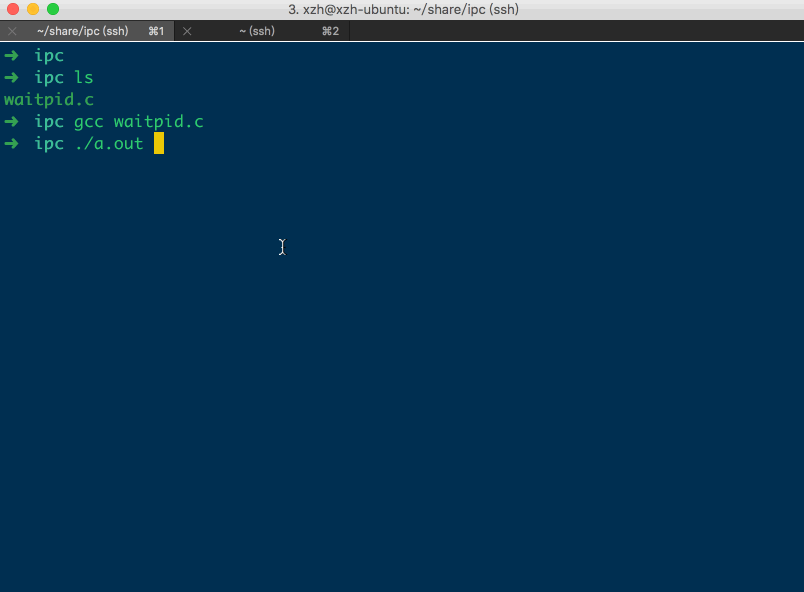 3. xzh@xzh-ubuntu: ~/share/ipc (ssh)
~/share/ipc (ssh) ⌘1 ~ (ssh) ⌘2
➜ ipc
➜ ipc ls
waitpid.c
➜ ipc gcc waitpid.c
➜ ipc ./a.out